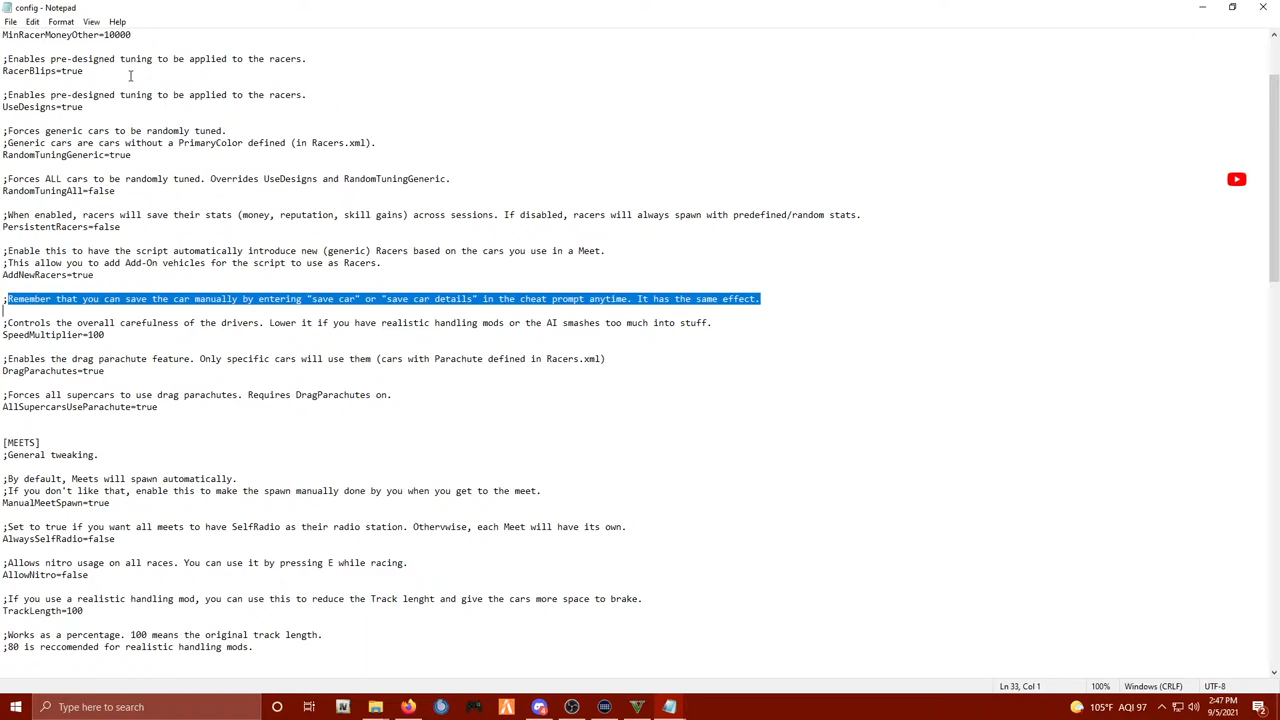 config - Notepad
File Edit Format View Help
MinRacerMoneyOther=10000
;Enables pre-designed tuning to be applied to the racers.
RacerBlips=true
;Enables pre-designed tuning to be applied to the racers.
UseDesigns=true
;Forces generic cars to be randomly tuned.
;Generic cars are cars without a PrimaryColor defined (in Racers.xml).
RandomTuningGeneric=true
;Forces ALL cars to be randomly tuned. Overrides UseDesigns and RandomTuningGeneric.
RandomTuningAll=false
;When enabled, racers will save their stats (money, reputation, skill gains) across sessions. If disabled, racers will always spawn with predefined/random stats.
PersistentRacers=false
;Enable this to have the script automatically introduce new (generic) Racers based on the cars you use in a Meet.
;This allow you to add Add-On vehicles for the script to use as Racers.
AddNewRacers=true
;Remember that you can save the car manually by entering "save car" or "save car details" in the cheat prompt anytime. It has the same effect.
;Controls the overall carefulness of the drivers. Lower it if you have realistic handling mods or the AI smashes too much into stuff.
SpeedMultiplier=100
;Enables the drag parachute feature. Only specific cars will use them (cars with Parachute defined in Racers.xml)
DragParachutes=true
;Forces all supercars to use drag parachutes. Requires DragParachutes on.
AllSupercarsUseParachute=true
[MEETS]
;General tweaking.
;By default, Meets will spawn automatically.
;If you don't like that, enable this to make the spawn manually done by you when you get to the meet.
ManualMeetSpawn=true
;Set to true if you want all meets to have SelfRadio as their radio station. Othervwise, each Meet will have its own.
AlwaysSelfRadio=false
;Allows nitro usage on all races. You can use it by pressing E while racing.
AllowNitro=false
;If you use a realistic handling mod, you can use this to reduce the Track lenght and give the cars more space to brake.
TrackLength=100
;Works as a percentage. 100 means the original track length.
;80 is reccomended for realistic handling mods.
Ln 33, Col 1 100% Windows (CRLF) UTF-8
Type here to search 105°F AQI 97 2:47 PM
9/5/2021 2